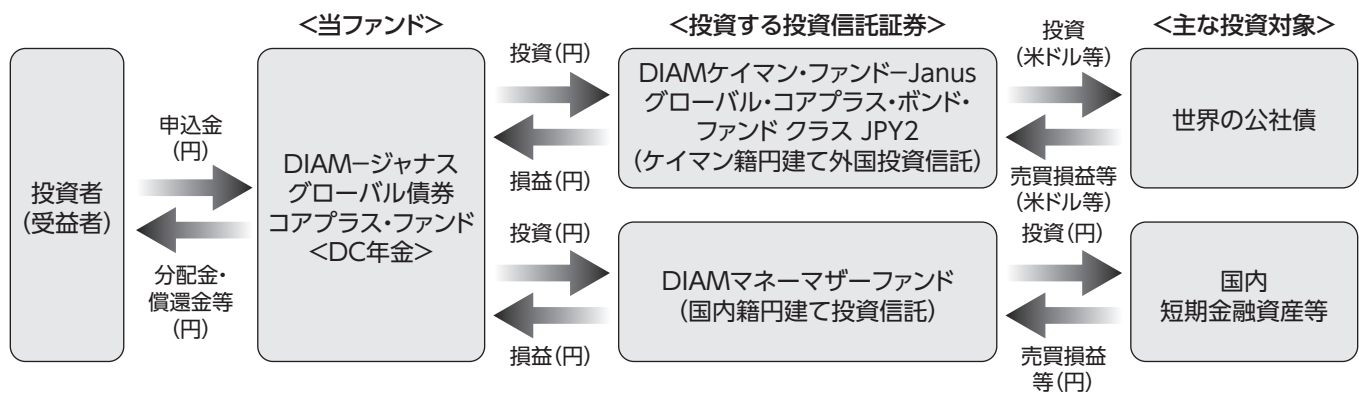 <当ファンド>
<投資する投資信託証券>
<主な投資対象>
投資者
(受益者)
申込金
(円)
分配金・
償還金等
(円)
DIAMージャナス
グローバル債券
コアプラス・ファンド
<DC年金>
投資(円)
損益(円)
投資(円)
損益(円)
DIAMケイマン・ファンドーJanus
グローバル・コアプラス・ボンド・
ファンド クラス JPY2
(ケイマン籍円建て外国投資信託)
DIAMマネーマザーファンド
(国内籍円建て投資信託)
投資
(米ドル等)
売買損益等
(米ドル等)
投資(円)
売買損益
等(円)
世界の公社債
国内
短期金融資産等